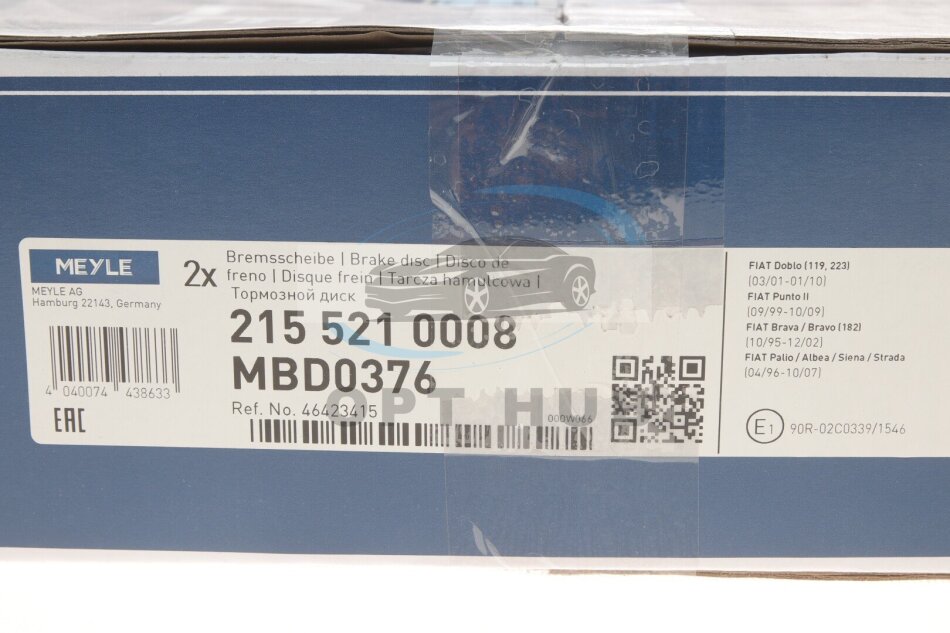 MEYLE
MEYLE AG
Hamburg 22143, Germany
4 040074 438633
EAC
2x
Bremsscheibe | Brake disc | Disco de
freno | Disque frein | Tarcza hamulcowa |
Тормозной диск
215 521 0008
MBD0376
Ref. No. 46423415
000W066
OPT HU
FIAT Doblo (119, 223)
(03/01-01/10)
FIAT Punto II
(09/99-10/09)
FIAT Brava / Bravo (182)
(10/95-12/02)
FIAT Palio / Albea / Siena / Strada
(04/96-10/07)
E1 90R-02C0339/1546